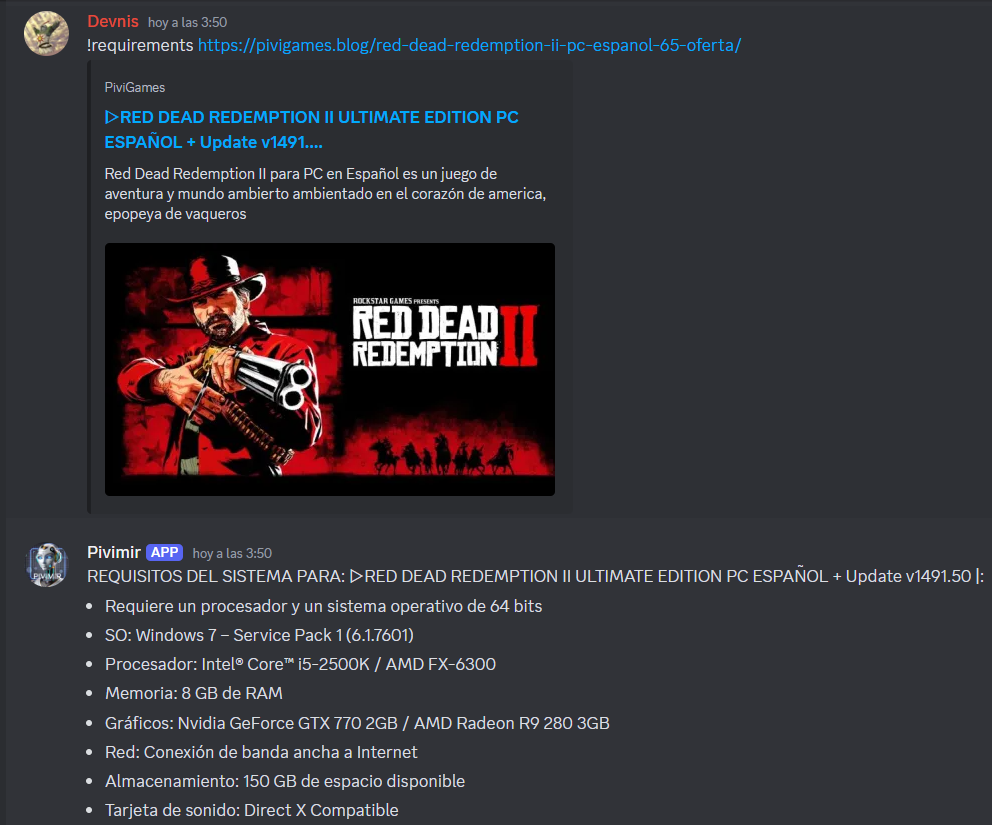 Devnis hoy a las 3:50
!requirements https://pivigames.blog/red-dead-redemption-ii-pc-espanol-65-oferta/
PiviGames
▷RED DEAD REDEMPTION II ULTIMATE EDITION PC
ESPAÑOL + Update v1491....
Red Dead Redemption II para PC en Español es un juego de
aventura y mundo ambierto ambientado en el corazón de america,
epopeya de vaqueros
ROCKSTAR GAMES PRESENTS
RED DEAD
REDEMPTION II
PIVIMIR
Pivimir APP hoy a las 3:50
REQUISITOS DEL SISTEMA PARA: ▷RED DEAD REDEMPTION II ULTIMATE EDITION PC ESPAÑOL + Update v1491.50 |:
• Requiere un procesador y un sistema operativo de 64 bits
• SO: Windows 7 – Service Pack 1 (6.1.7601)
• Procesador: Intel® Core™ i5-2500K / AMD FX-6300
• Memoria: 8 GB de RAM
• Gráficos: Nvidia GeForce GTX 770 2GB / AMD Radeon R9 280 3GB
• Red: Conexión de banda ancha a Internet
• Almacenamiento: 150 GB de espacio disponible
• Tarjeta de sonido: Direct X Compatible